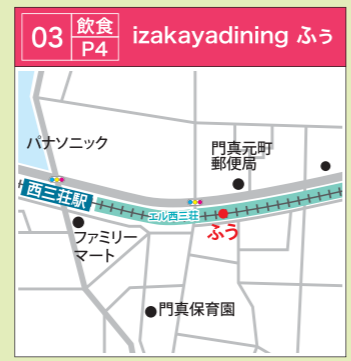 03
飲食
P4
izakayadining ふぅ
パナソニック
門真元町
郵便局
西三荘駅
エル西三荘
ふう
ファミリー
マート
門真保育園